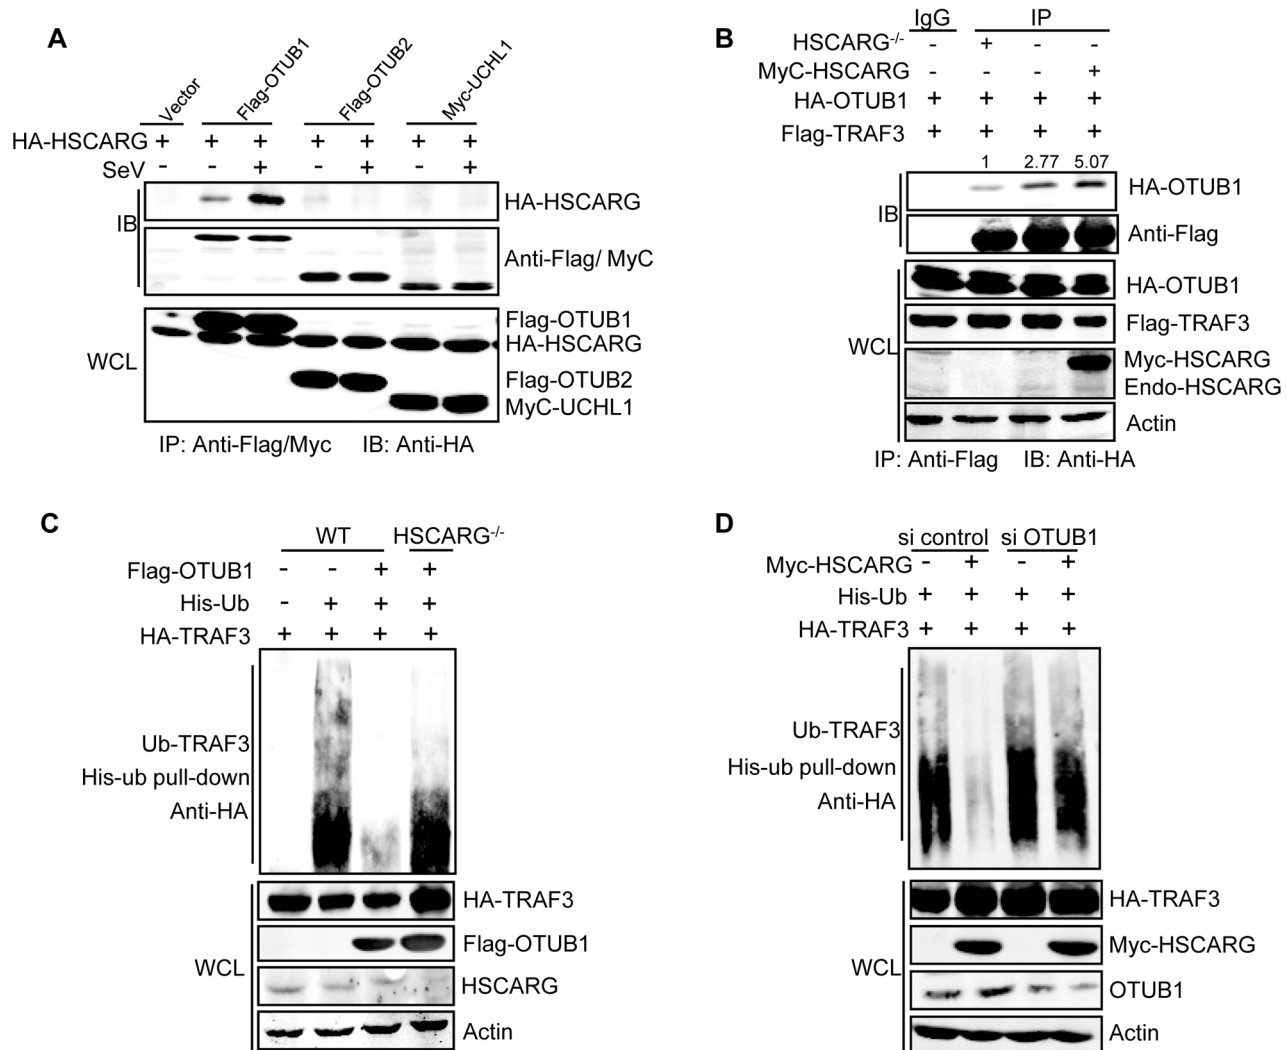 A
Vector
Flag-OTUB1
Flag-OTUB2
Myc-UCHL1
HA-HSCARG + + + + + + +
SeV - - + - + - +
IB
HA-HSCARG
Anti-Flag/ MyC
WCL
Flag-OTUB1
HA-HSCARG
Flag-OTUB2
MyC-UCHL1
IP: Anti-Flag/Myc IB: Anti-HA
B
IgG IP
HSCARG-/- - + - -
MyC-HSCARG - - - +
HA-OTUB1 + + + +
Flag-TRAF3 + + + +
1 2.77 5.07
IB
HA-OTUB1
Anti-Flag
WCL
HA-OTUB1
Flag-TRAF3
Myc-HSCARG
Endo-HSCARG
Actin
IP: Anti-Flag IB: Anti-HA
C
WT HSCARG-/-
Flag-OTUB1 - - + +
His-Ub - + + +
HA-TRAF3 + + + +
Ub-TRAF3
His-ub pull-down
Anti-HA
WCL
HA-TRAF3
Flag-OTUB1
HSCARG
Actin
D
si control si OTUB1
Myc-HSCARG - + - +
His-Ub + + + +
HA-TRAF3 + + + +
Ub-TRAF3
His-ub pull-down
Anti-HA
WCL
HA-TRAF3
Myc-HSCARG
OTUB1
Actin